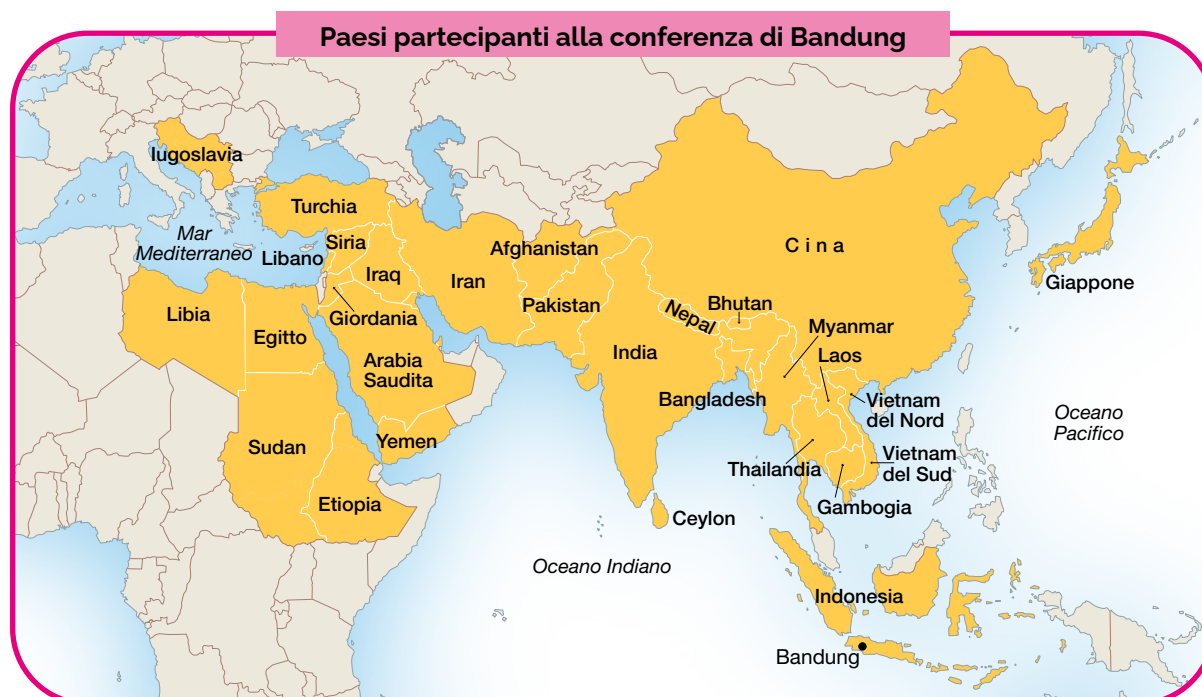 Paesi partecipanti alla conferenza di Bandung
Iugoslavia
Turchia
Mar
Mediterraneo
Siria
Libano
Iraq
Iran
Afghanistan
Cina
Giappone
Libia
Egitto
Giordania
Pakistan
Nepal
Bhutan
Myanmar
Laos
India
Arabia
Saudita
Bangladesh
Vietnam
del Nord
Oceano
Pacifico
Sudan
Yemen
Thailandia
Vietnam
del Sud
Etiopia
Gambogia
Ceylon
Oceano Indiano
Indonesia
Bandung